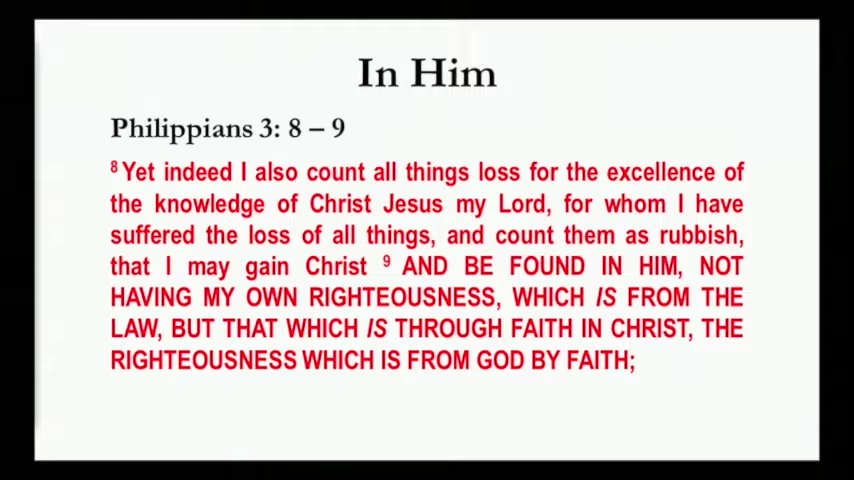 In Him
Philippians 3: 8 – 9
8 Yet indeed I also count all things loss for the excellence of
the knowledge of Christ Jesus my Lord, for whom I have
suffered the loss of all things, and count them as rubbish,
that I may gain Christ 9 AND BE FOUND IN HIM, NOT
HAVING MY OWN RIGHTEOUSNESS, WHICH IS FROM THE
LAW, BUT THAT WHICH IS THROUGH FAITH IN CHRIST, THE
RIGHTEOUSNESS WHICH IS FROM GOD BY FAITH;